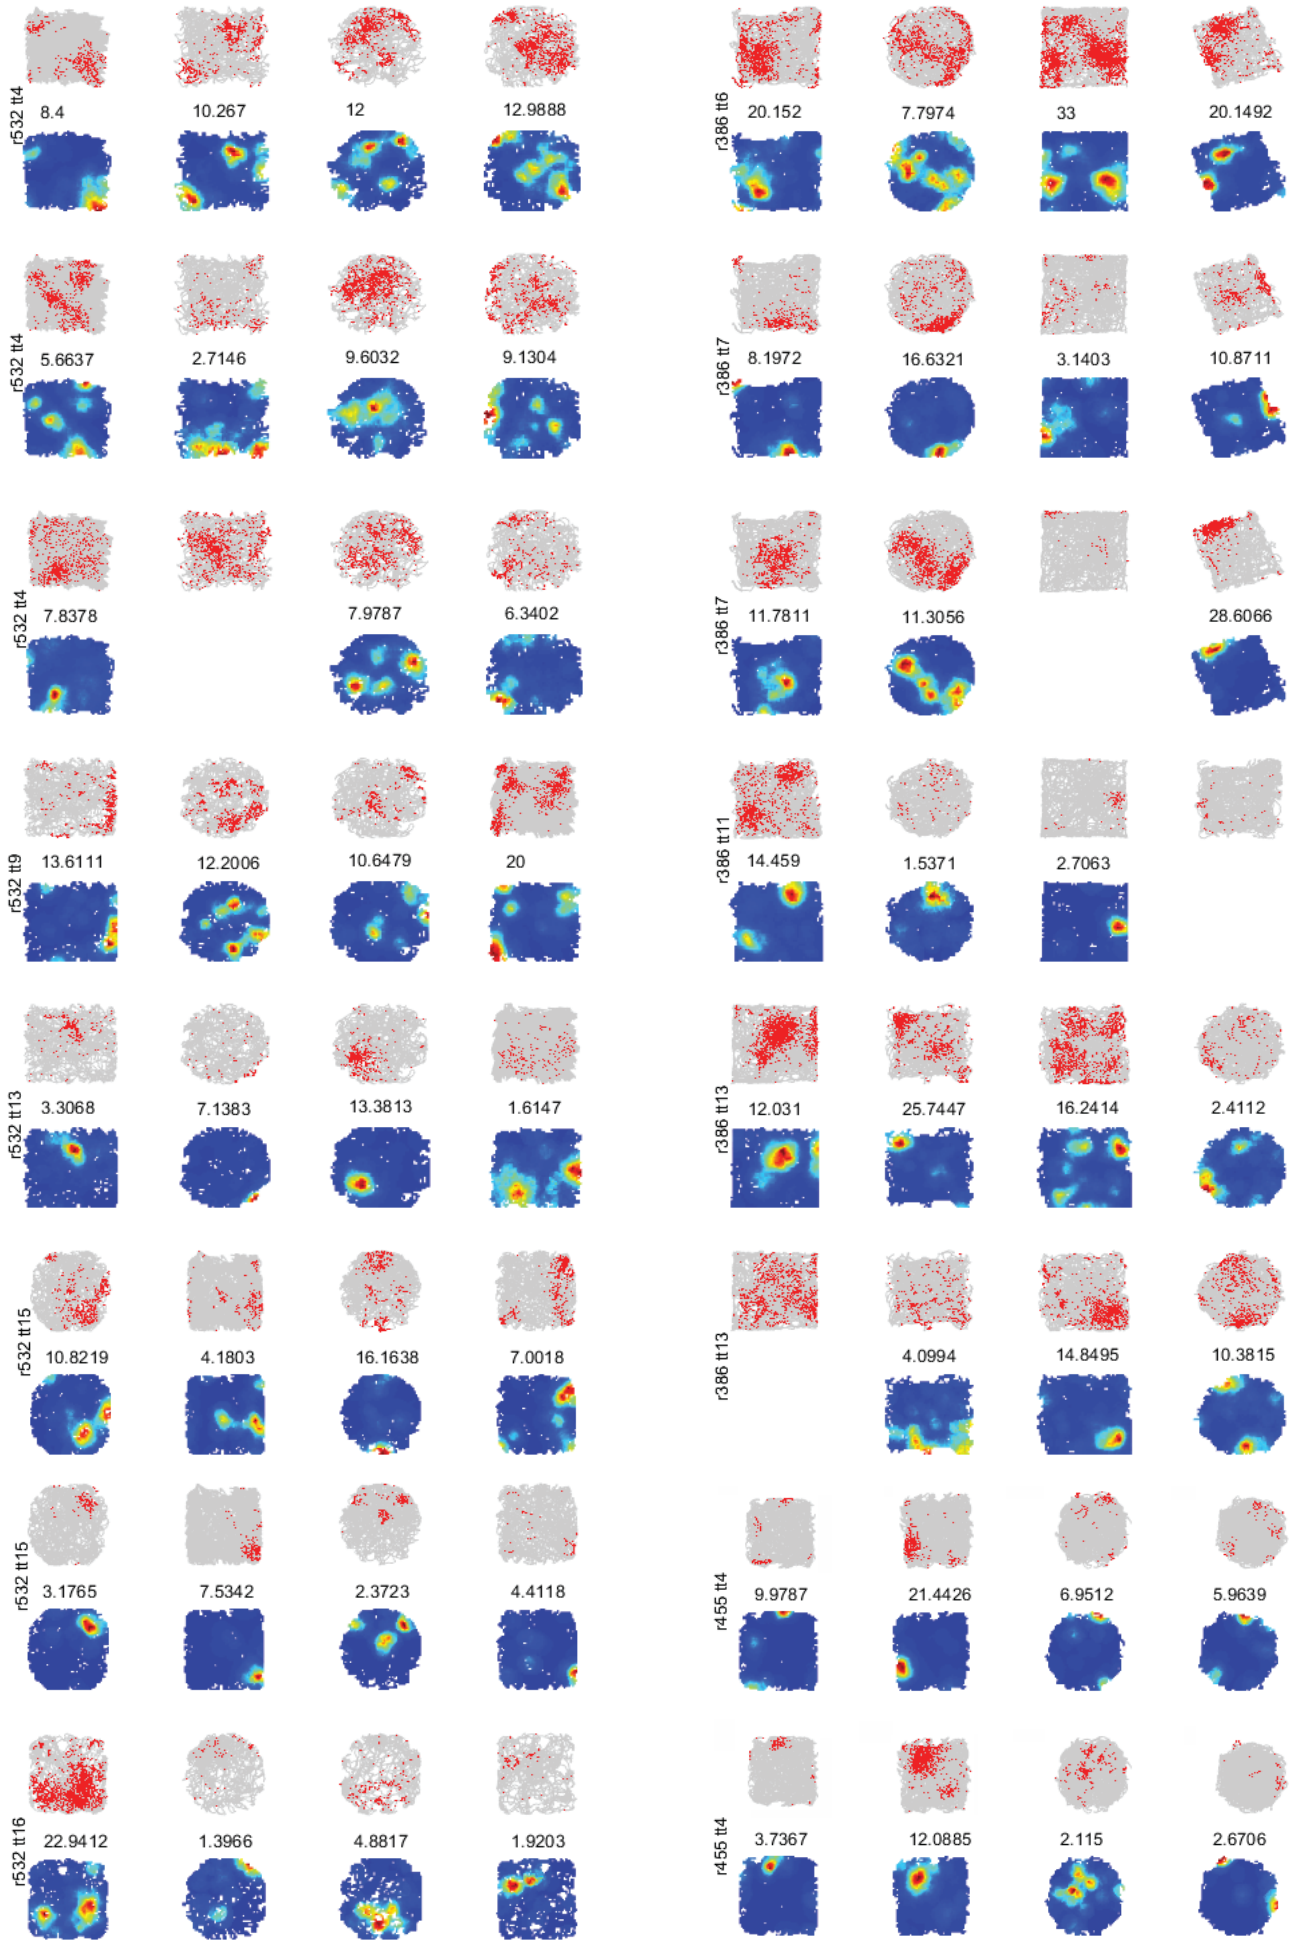 r532 tt4
8.4 10.267 12 12.9888
r386 tt6
20.152 7.7974 33 20.1492
r532 tt4
5.6637 2.7146 9.6032 9.1304
r386 tt7
8.1972 16.6321 3.1403 10.8711
r532 tt4
7.8378 7.9787 6.3402
r386 tt7
11.7811 11.3056 28.6066
r532 tt9
13.6111 12.2006 10.6479 20
r386 tt11
14.459 1.5371 2.7063
r532 tt13
3.3068 7.1383 13.3813 1.6147
r386 tt13
12.031 25.7447 16.2414 2.4112
r532 tt15
10.8219 4.1803 16.1638 7.0018
r386 tt13
4.0994 14.8495 10.3815
r532 tt15
3.1765 7.5342 2.3723 4.4118
r455 tt4
9.9787 21.4426 6.9512 5.9639
r532 tt16
22.9412 1.3966 4.8817 1.9203
r455 tt4
3.7367 12.0885 2.115 2.6706